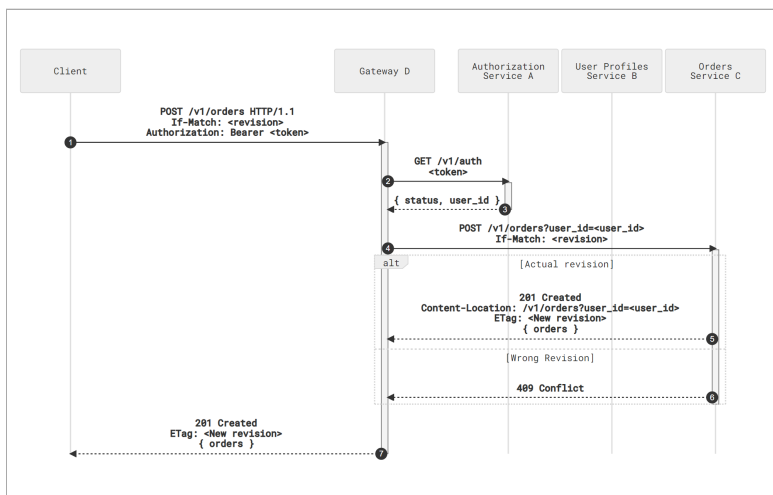 Client
Gateway D
Authorization
Service A
User Profiles
Service B
Orders
Service C
POST /v1/orders HTTP/1.1
If-Match: <revision>
Authorization: Bearer <token>
1
GET /v1/auth
<token>
2
{ status, user_id }
3
POST /v1/orders?user_id=<user_id>
If-Match: <revision>
4
alt
[Actual revision]
201 Created
Content-Location: /v1/orders?user_id=<user_id>
ETag: <New revision>
{ orders }
5
[Wrong Revision]
409 Conflict
6
201 Created
ETag: <New revision>
{ orders }
7